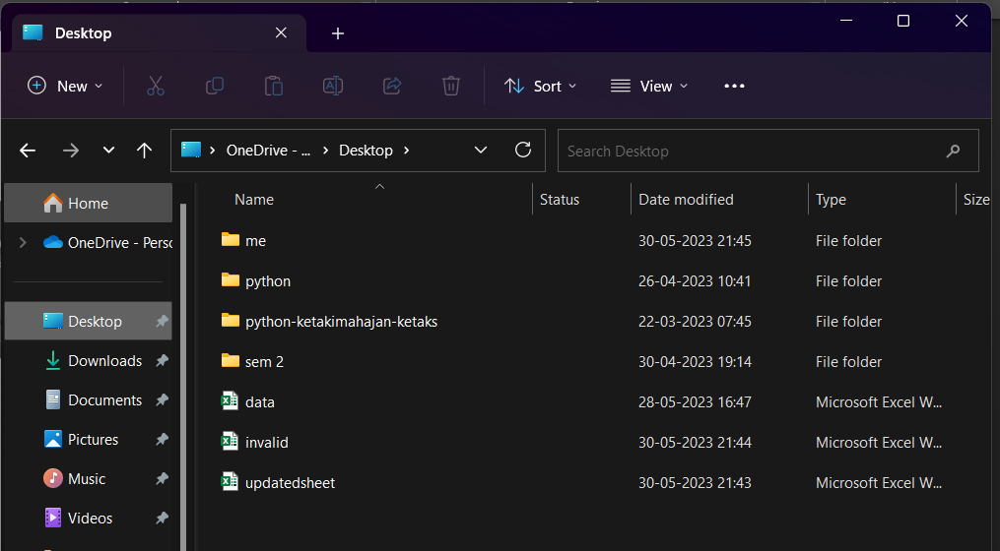 Desktop
New Sort View
OneDrive - ... Desktop Search Desktop
Home Name Status Date modified Type Size
OneDrive - Perso me 30-05-2023 21:45 File folder
python 26-04-2023 10:41 File folder
Desktop python-ketakimahajan-ketaks 22-03-2023 07:45 File folder
Downloads sem 2 30-04-2023 19:14 File folder
Documents data 28-05-2023 16:47 Microsoft Excel W...
Pictures invalid 30-05-2023 21:44 Microsoft Excel W...
Music updatedsheet 30-05-2023 21:43 Microsoft Excel W...
Videos